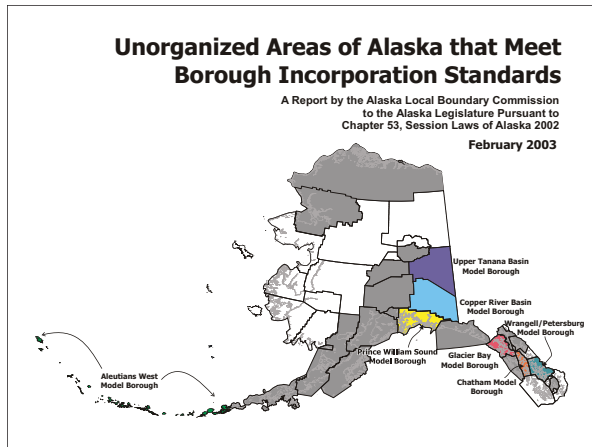 Unorganized Areas of Alaska that Meet
Borough Incorporation Standards
A Report by the Alaska Local Boundary Commission
to the Alaska Legislature Pursuant to
Chapter 53, Session Laws of Alaska 2002
February 2003
Upper Tanana Basin
Model Borough
Copper River Basin
Model Borough
Wrangell/Petersburg
Model Borough
Prince William Sound
Model Borough
Glacier Bay
Model Borough
Chatham Model
Borough
Aleutians West
Model Borough